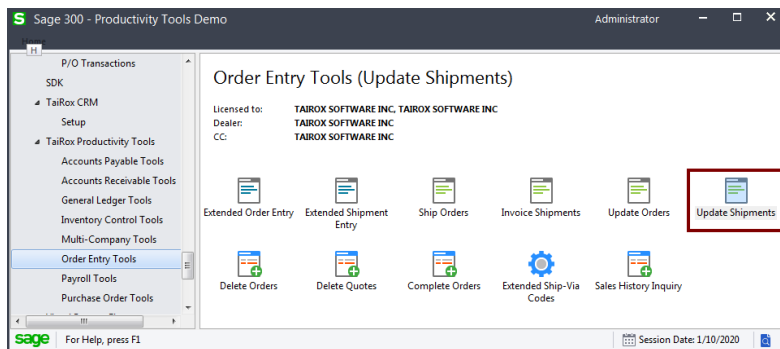 S Sage 300 - Productivity Tools Demo
Administrator
Home
H
P/O Transactions
SDK
TaiRox CRM
Setup
TaiRox Productivity Tools
Accounts Payable Tools
Accounts Receivable Tools
General Ledger Tools
Inventory Control Tools
Multi-Company Tools
Order Entry Tools
Payroll Tools
Purchase Order Tools
Order Entry Tools (Update Shipments)
Licensed to: TAIROX SOFTWARE INC, TAIROX SOFTWARE INC
Dealer: TAIROX SOFTWARE INC
CC: TAIROX SOFTWARE INC
Extended Order Entry
Extended Shipment
Entry
Ship Orders
Invoice Shipments
Update Orders
Update Shipments
Delete Orders
Delete Quotes
Complete Orders
Extended Ship-Via
Codes
Sales History Inquiry
sage For Help, press F1
Session Date: 1/10/2020